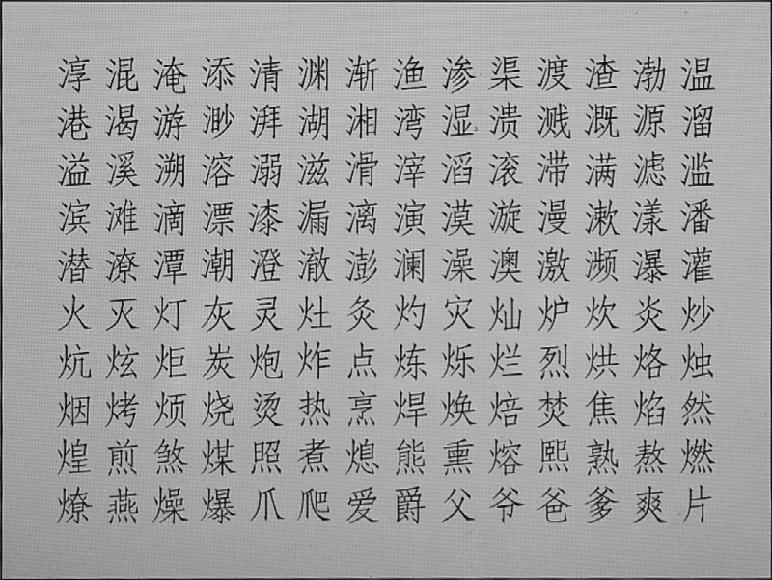 淳混淹添清渊渐渔渗渠渡渣渤温
港渴游渺湃湖湘湾湿溃溅溉源溜
溢溪溯溶溺滋滑滓滔滚滞满滤滥
滨滩滴漂漆漏漓演漠漩漫漱漾潘
潜潦潭潮澄澈澎澜澡澳激濒瀑灌
火灭灯灰灵灶灸灼灾灿炉炊炎炒
炕炫炬炭炮炸点炼烁烂烈烘烙烛
烟烤烦烧烫热烹焊焕焙焚焦焰然
煌煎煞煤照煮熄熊熏熔熙熟熬燃
燎燕燥爆爪爬爱爵父爷爸爹爽片